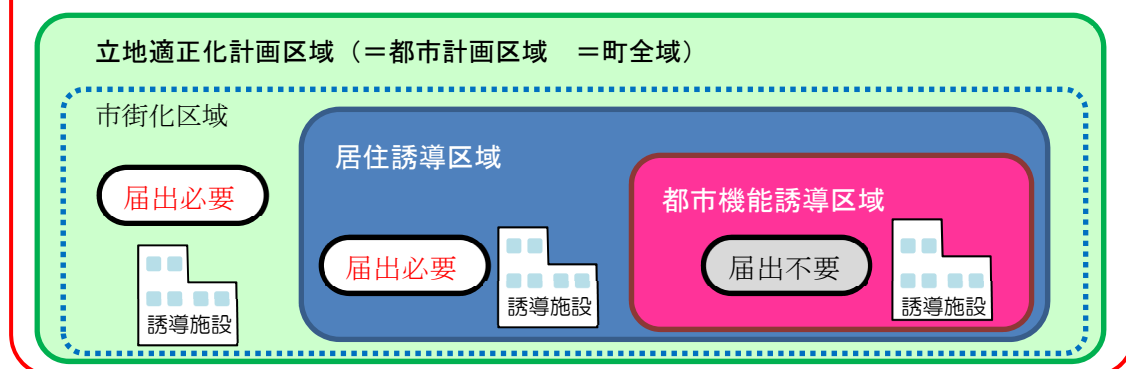 立地適正化計画区域（＝都市計画区域　＝町全域）
市街化区域
居住誘導区域
都市機能誘導区域
届出必要
届出必要
届出不要
誘導施設
誘導施設
誘導施設